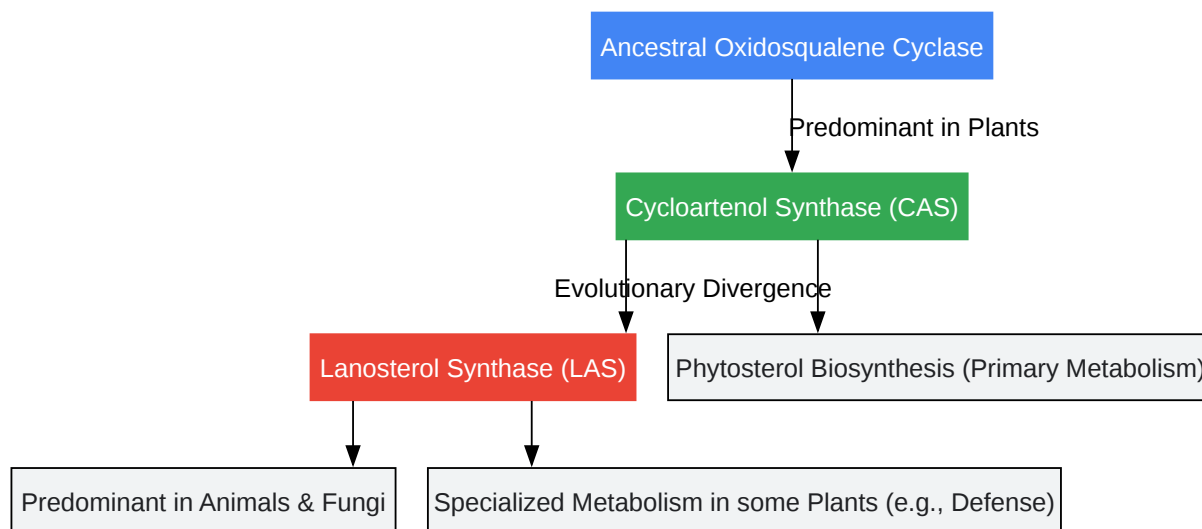 Ancestral Oxidosqualene Cyclase
Predominant in Plants
Cycloartenol Synthase (CAS)
Evolutionary Divergence
Lanosterol Synthase (LAS)
Phytosterol Biosynthesis (Primary Metabolism)
Predominant in Animals & Fungi
Specialized Metabolism in some Plants (e.g., Defense)